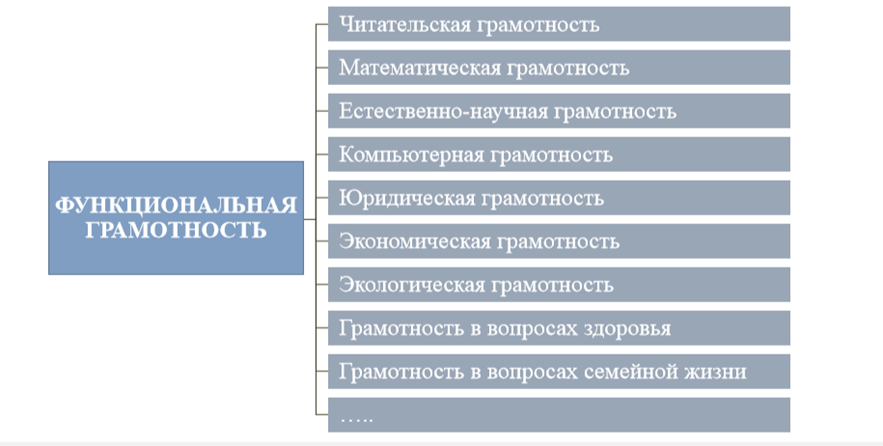 ФУНКЦИОНАЛЬНАЯ
ГРАМОТНОСТЬ
Читательская грамотность
Математическая грамотность
Естественно-научная грамотность
Компьютерная грамотность
Юридическая грамотность
Экономическая грамотность
Экологическая грамотность
Грамотность в вопросах здоровья
Грамотность в вопросах семейной жизни
…..